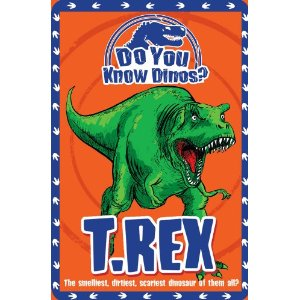 Do You
Know Dinos?
T.REX
The smelliest, dirtiest, scariest dinosaur of them all?